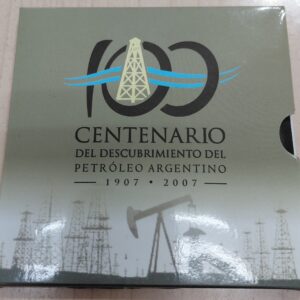 100
CENTENARIO
DEL DESCUBRIMIENTO DEL
PETRÓLEO ARGENTINO
1907 • 2007